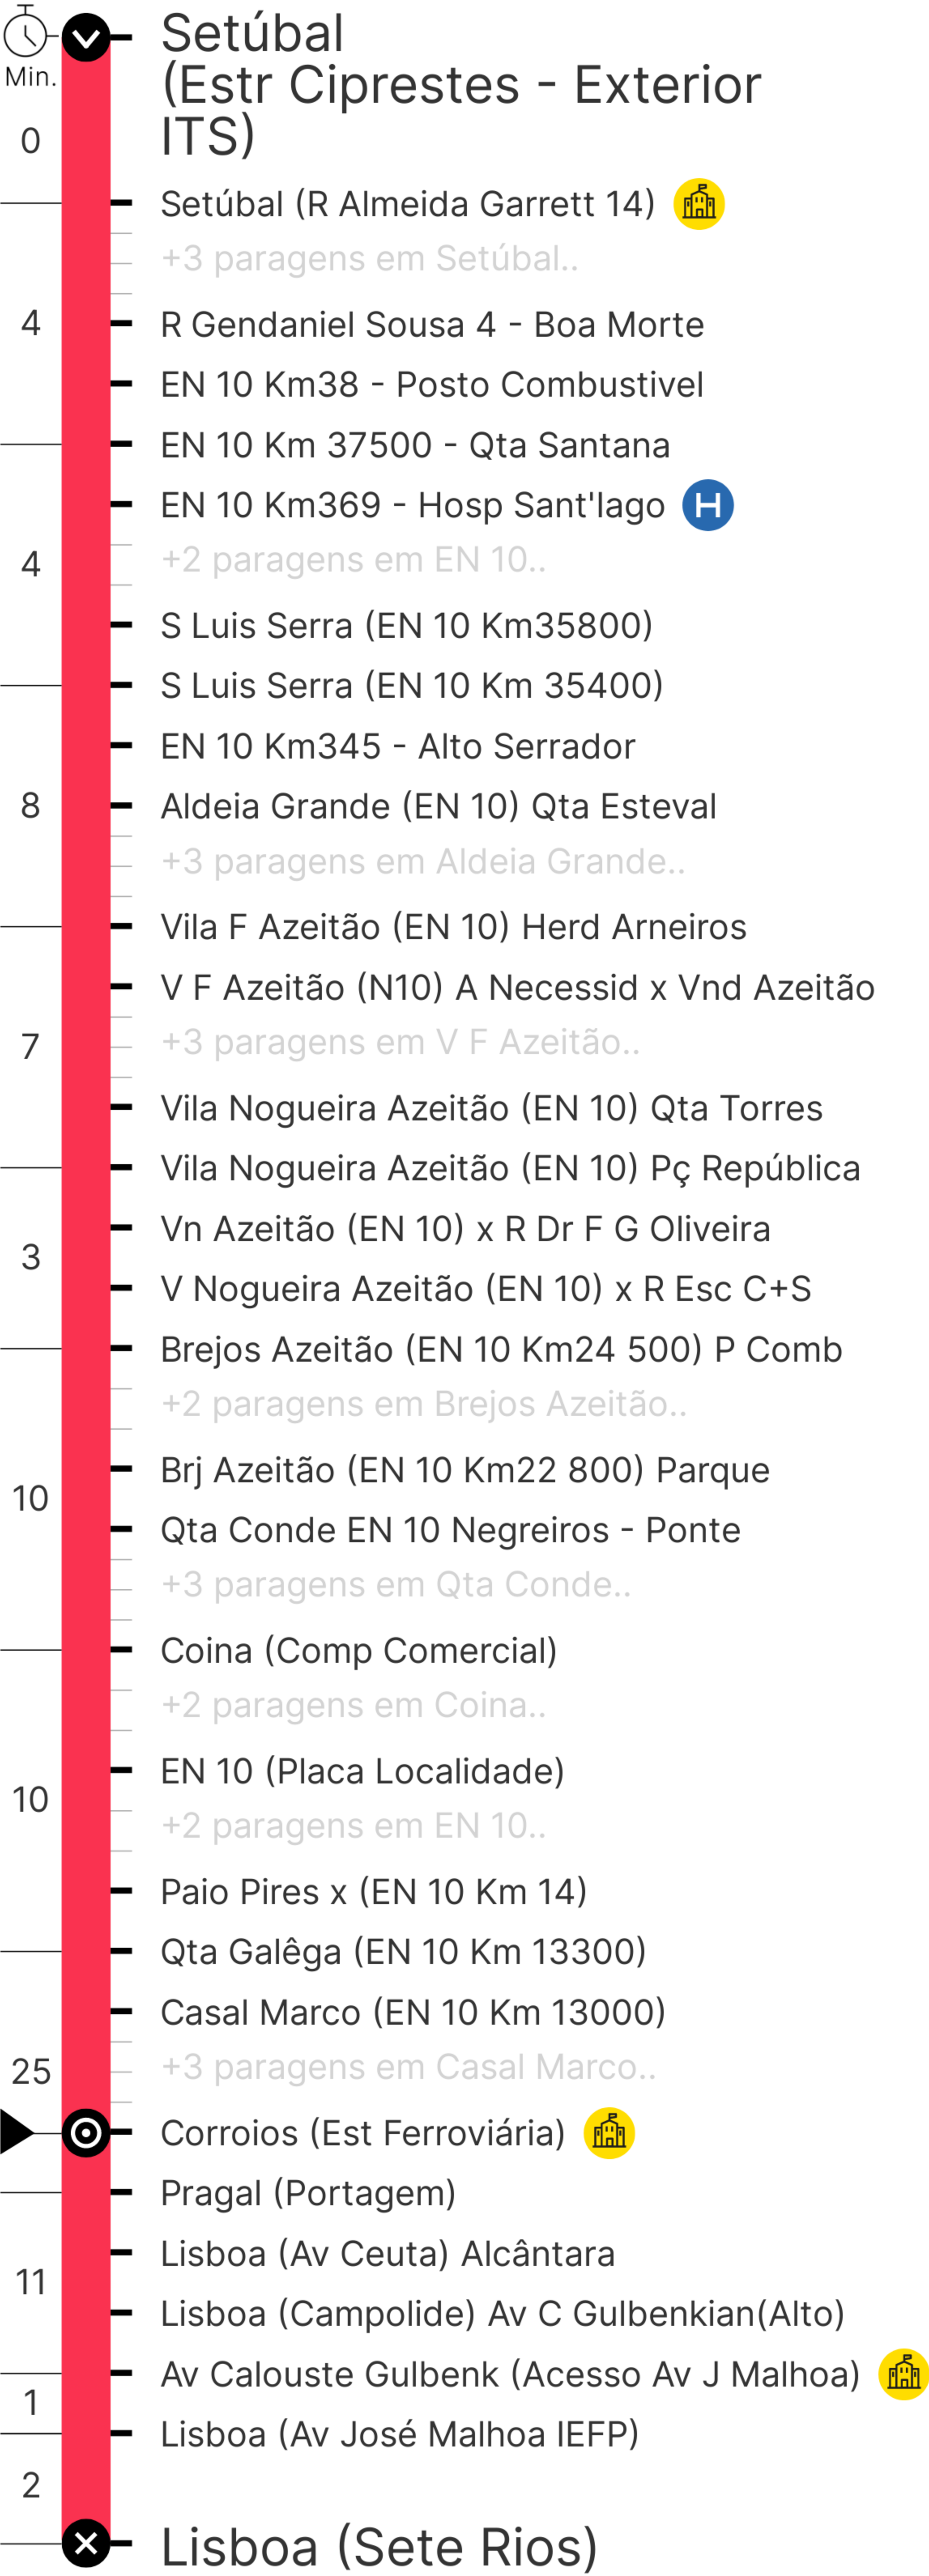 Min.
Setúbal
(Estr Ciprestes - Exterior
ITS)
0
Setúbal (R Almeida Garrett 14)
+3 paragens em Setúbal..
4
R Gendaniel Sousa 4 - Boa Morte
EN 10 Km38 - Posto Combustivel
EN 10 Km 37500 - Qta Santana
EN 10 Km369 - Hosp Sant'Iago H
4
+2 paragens em EN 10..
S Luis Serra (EN 10 Km35800)
S Luis Serra (EN 10 Km 35400)
EN 10 Km345 - Alto Serrador
8
Aldeia Grande (EN 10) Qta Esteval
+3 paragens em Aldeia Grande..
Vila F Azeitão (EN 10) Herd Arneiros
V F Azeitão (N10) A Necessid x Vnd Azeitão
7
+3 paragens em V F Azeitão..
Vila Nogueira Azeitão (EN 10) Qta Torres
Vila Nogueira Azeitão (EN 10) Pç República
Vn Azeitão (EN 10) x R Dr F G Oliveira
3
V Nogueira Azeitão (EN 10) x R Esc C+S
Brejos Azeitão (EN 10 Km24 500) P Comb
+2 paragens em Brejos Azeitão..
Brj Azeitão (EN 10 Km22 800) Parque
10
Qta Conde EN 10 Negreiros - Ponte
+3 paragens em Qta Conde..
Coina (Comp Comercial)
+2 paragens em Coina..
EN 10 (Placa Localidade)
10
+2 paragens em EN 10..
Paio Pires x (EN 10 Km 14)
Qta Galêga (EN 10 Km 13300)
Casal Marco (EN 10 Km 13000)
25
+3 paragens em Casal Marco..
Corroios (Est Ferroviária)
Pragal (Portagem)
Lisboa (Av Ceuta) Alcântara
11
Lisboa (Campolide) Av C Gulbenkian(Alto)
Av Calouste Gulbenk (Acesso Av J Malhoa)
1
Lisboa (Av José Malhoa IEFP)
2
Lisboa (Sete Rios)